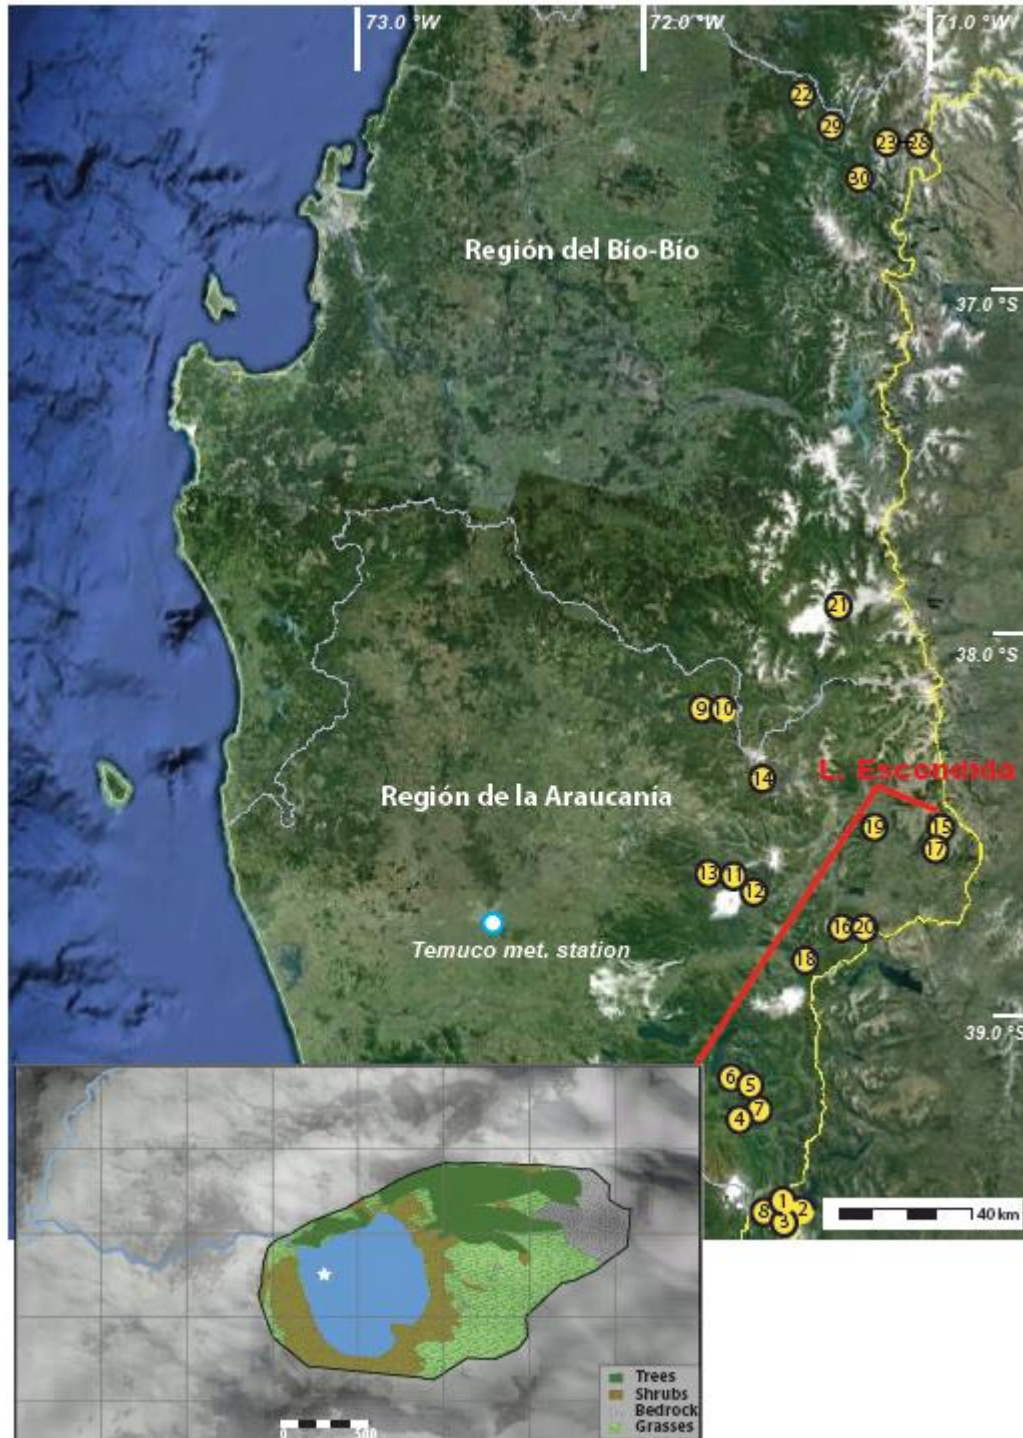 73.0 °W
72.0 °W
71.0 °W
22
29
23
28
30
Región del Bío-Bío
37.0 °S
21
38.0 °S
9
10
14
L. Escondida
Región de la Araucanía
19
15
17
13
11
12
Temuco met. station
16
20
18
39.0 °S
6
5
7
4
1
8
2
3
40 km
Trees
Shrubs
Bedrock
Grasses
0 500